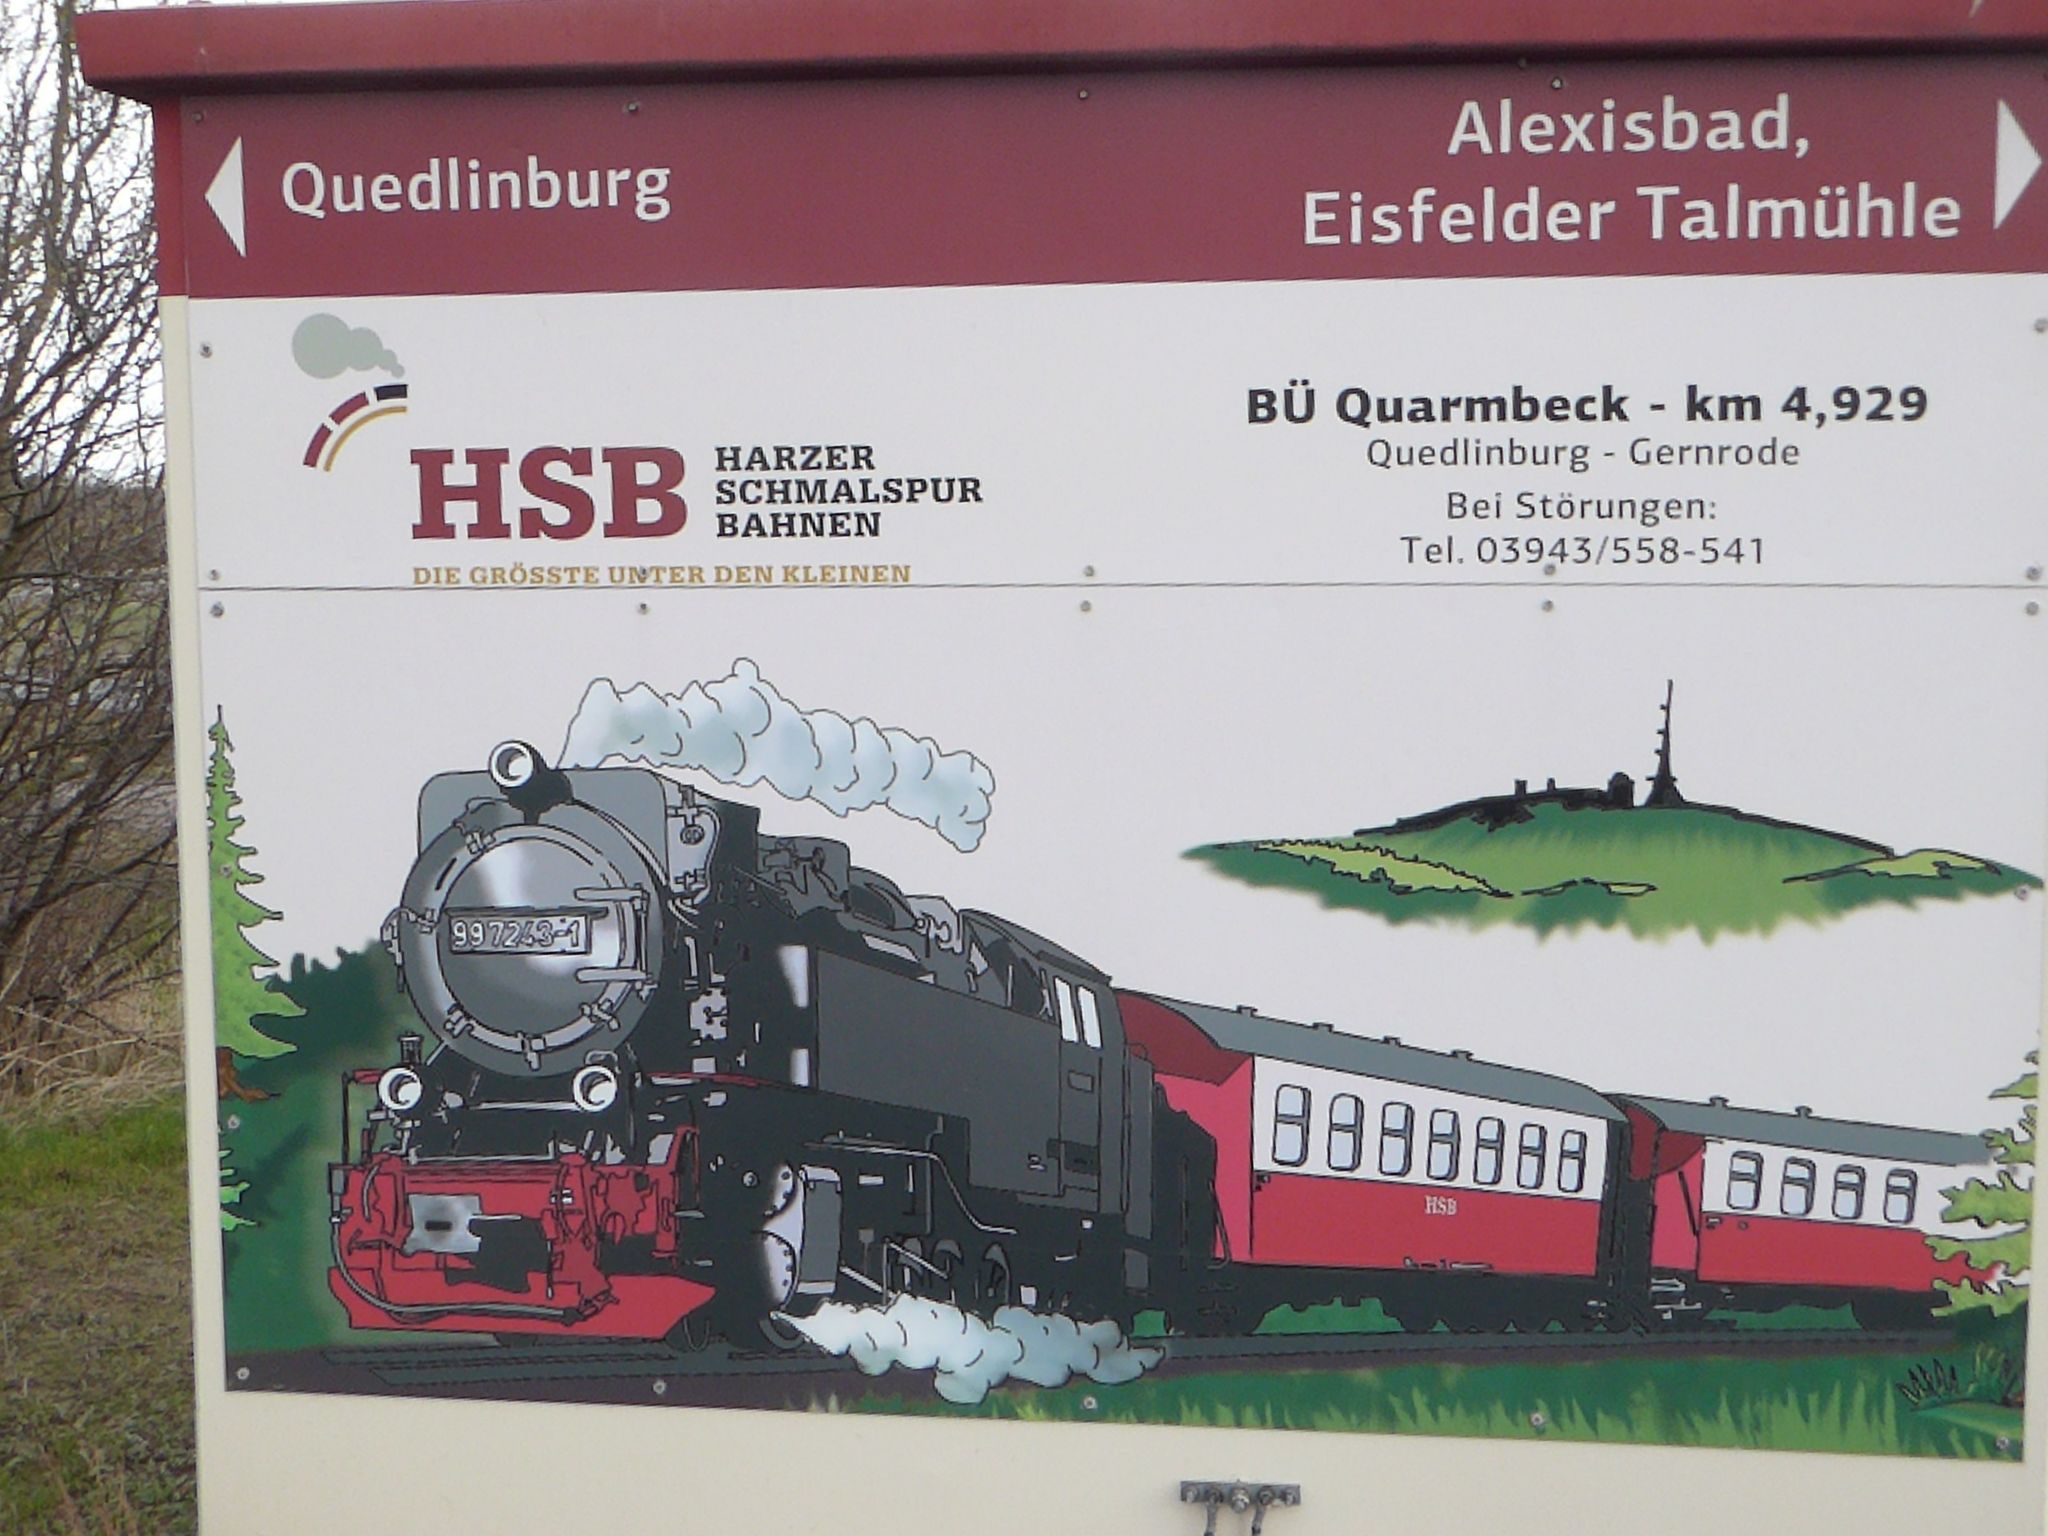 Quedlinburg
Alexisbad,
Eisfelder Talmühle
HSB
HARZER
SCHMALSPUR
BAHNEN
DIE GRÖSSTE UNTER DEN KLEINEN
BÜ Quarmbeck - km 4,929
Quedlinburg - Gernrode
Bei Störungen:
Tel. 03943/558-541
997243-1
HSB